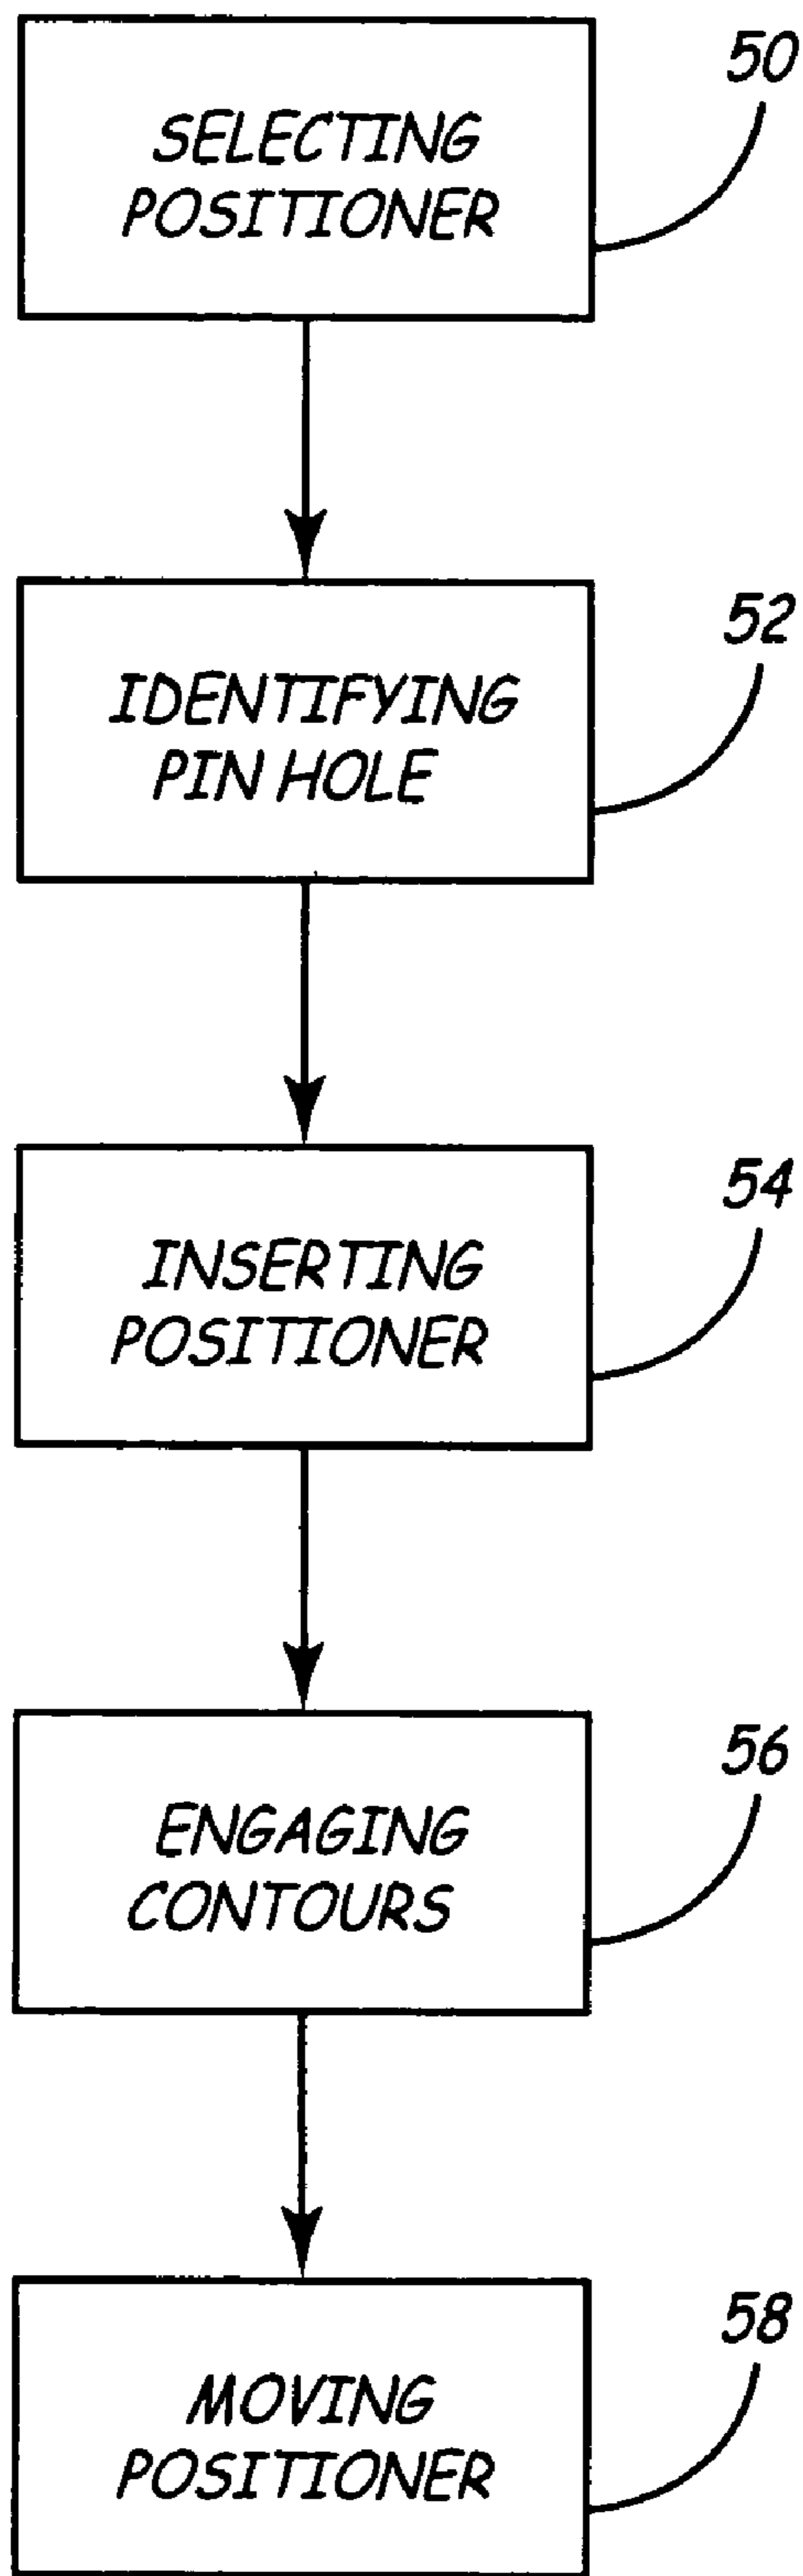 50
SELECTING
POSITIONER
52
IDENTIFYING
PIN HOLE
54
INSERTING
POSITIONER
56
ENGAGING
CONTOURS
58
MOVING
POSITIONER